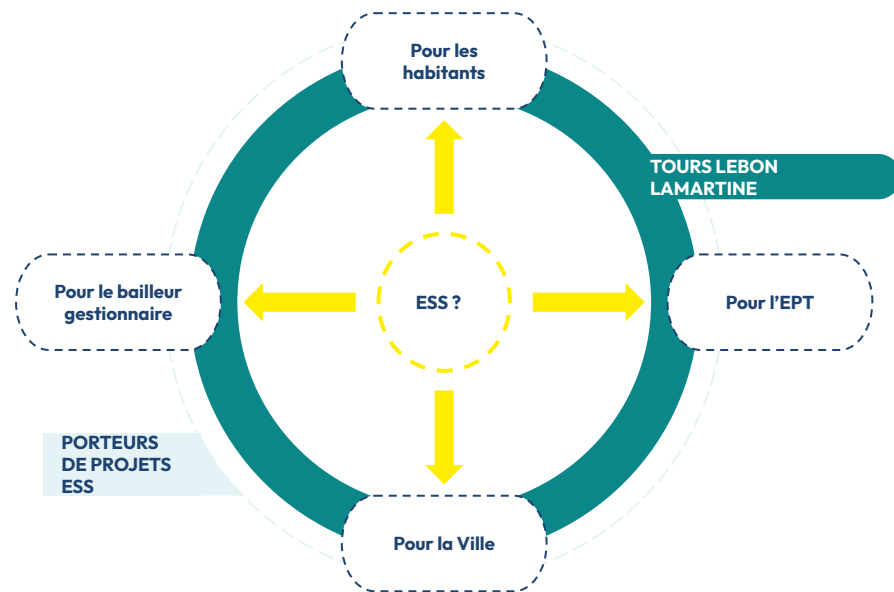 Pour les
habitants
TOURS LEBON
LAMARTINE
Pour le bailleur
gestionnaire
ESS ?
Pour l’EPT
PORTEURS
DE PROJETS
ESS
Pour la Ville